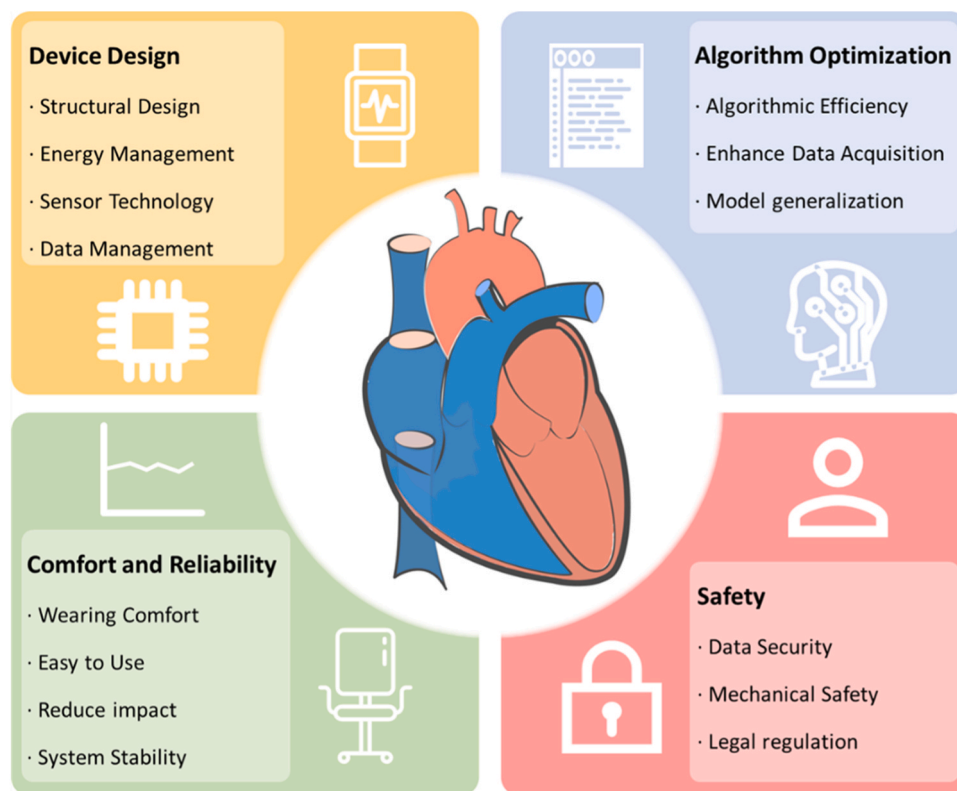 Device Design
· Structural Design
· Energy Management
· Sensor Technology
· Data Management
Algorithm Optimization
· Algorithmic Efficiency
· Enhance Data Acquisition
· Model generalization
Comfort and Reliability
· Wearing Comfort
· Easy to Use
· Reduce impact
· System Stability
Safety
· Data Security
· Mechanical Safety
· Legal regulation